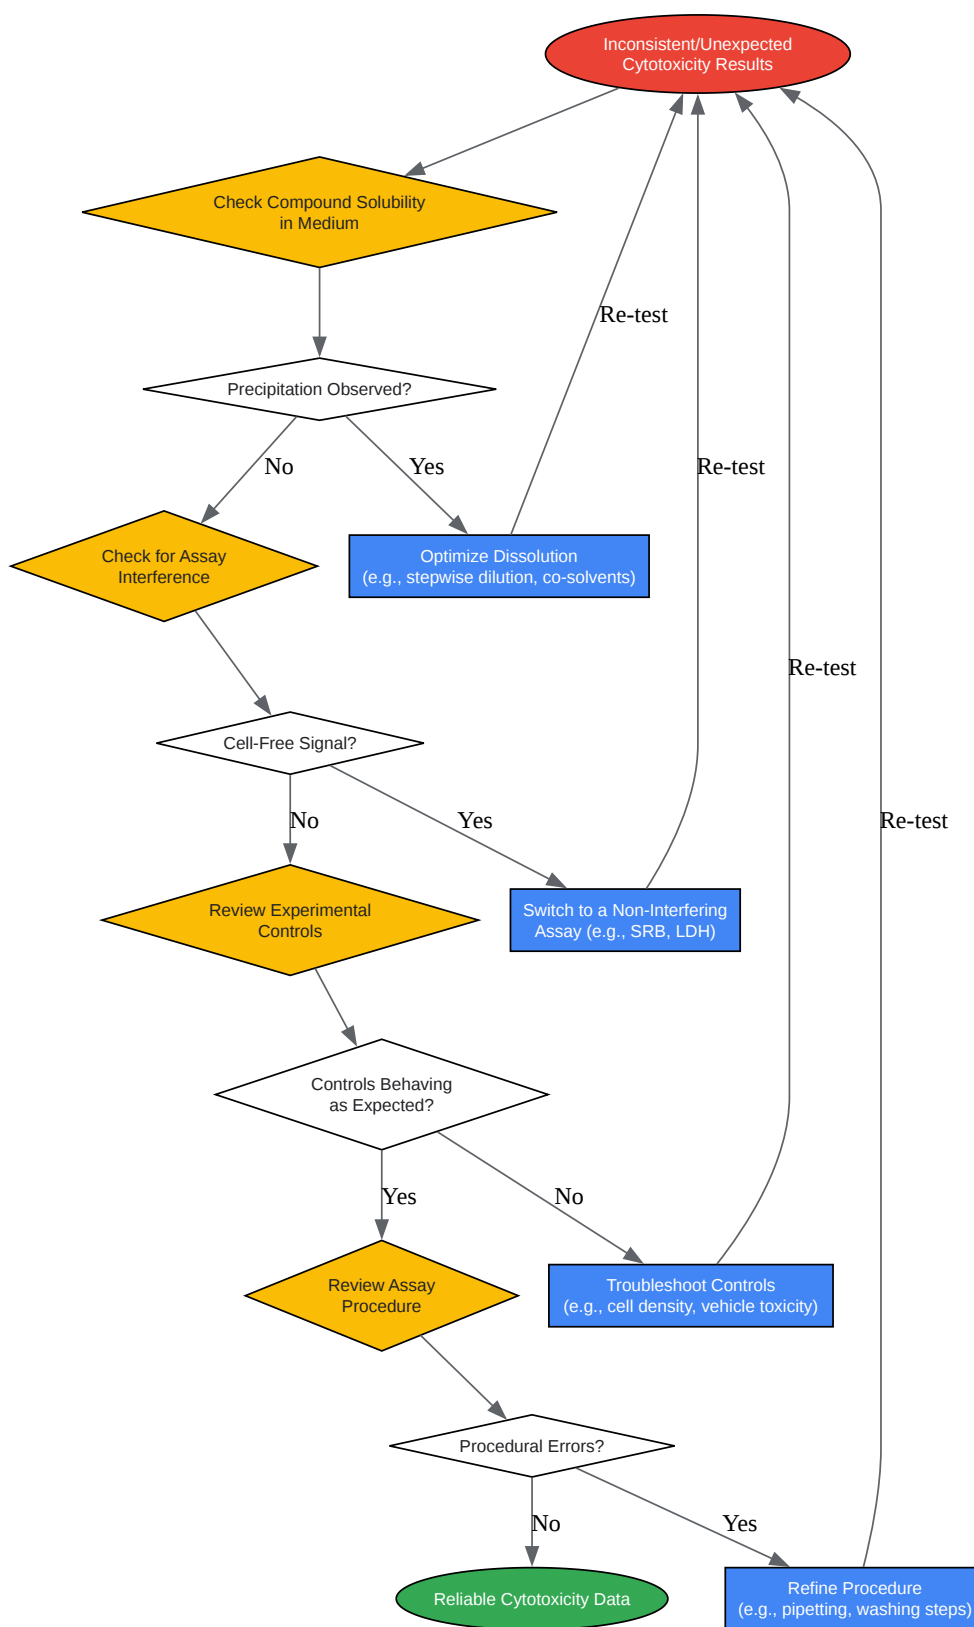 Inconsistent/Unexpected
Cytotoxicity Results
Check Compound Solubility
in Medium
Re-test
Precipitation Observed?
No
Yes
Re-test
Check for Assay
Interference
Optimize Dissolution
(e.g., stepwise dilution, co-solvents)
Re-test
Cell-Free Signal?
No
Yes
Re-test
Review Experimental
Controls
Switch to a Non-Interfering
Assay (e.g., SRB, LDH)
Controls Behaving
as Expected?
Yes
No
Review Assay
Procedure
Troubleshoot Controls
(e.g., cell density, vehicle toxicity)
Procedural Errors?
No
Yes
Reliable Cytotoxicity Data
Refine Procedure
(e.g., pipetting, washing steps)